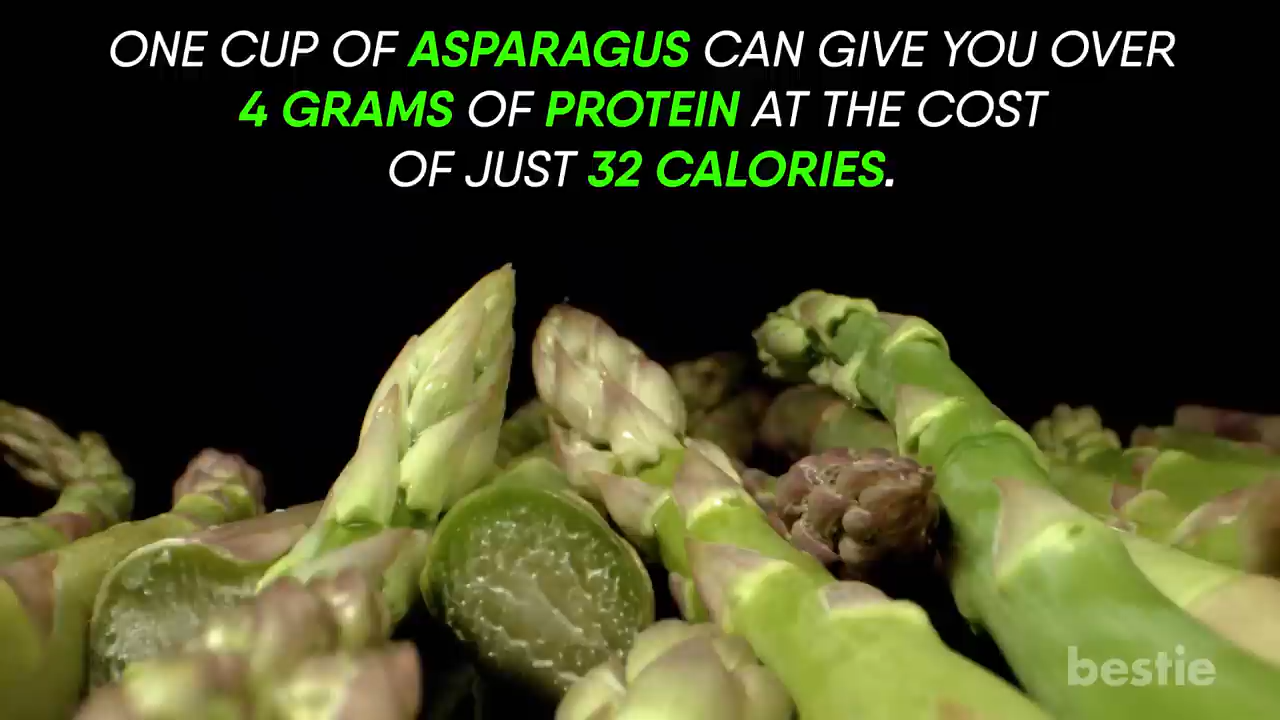 ONE CUP OF ASPARAGUS CAN GIVE YOU OVER
4 GRAMS OF PROTEIN AT THE COST
OF JUST 32 CALORIES.
bestie